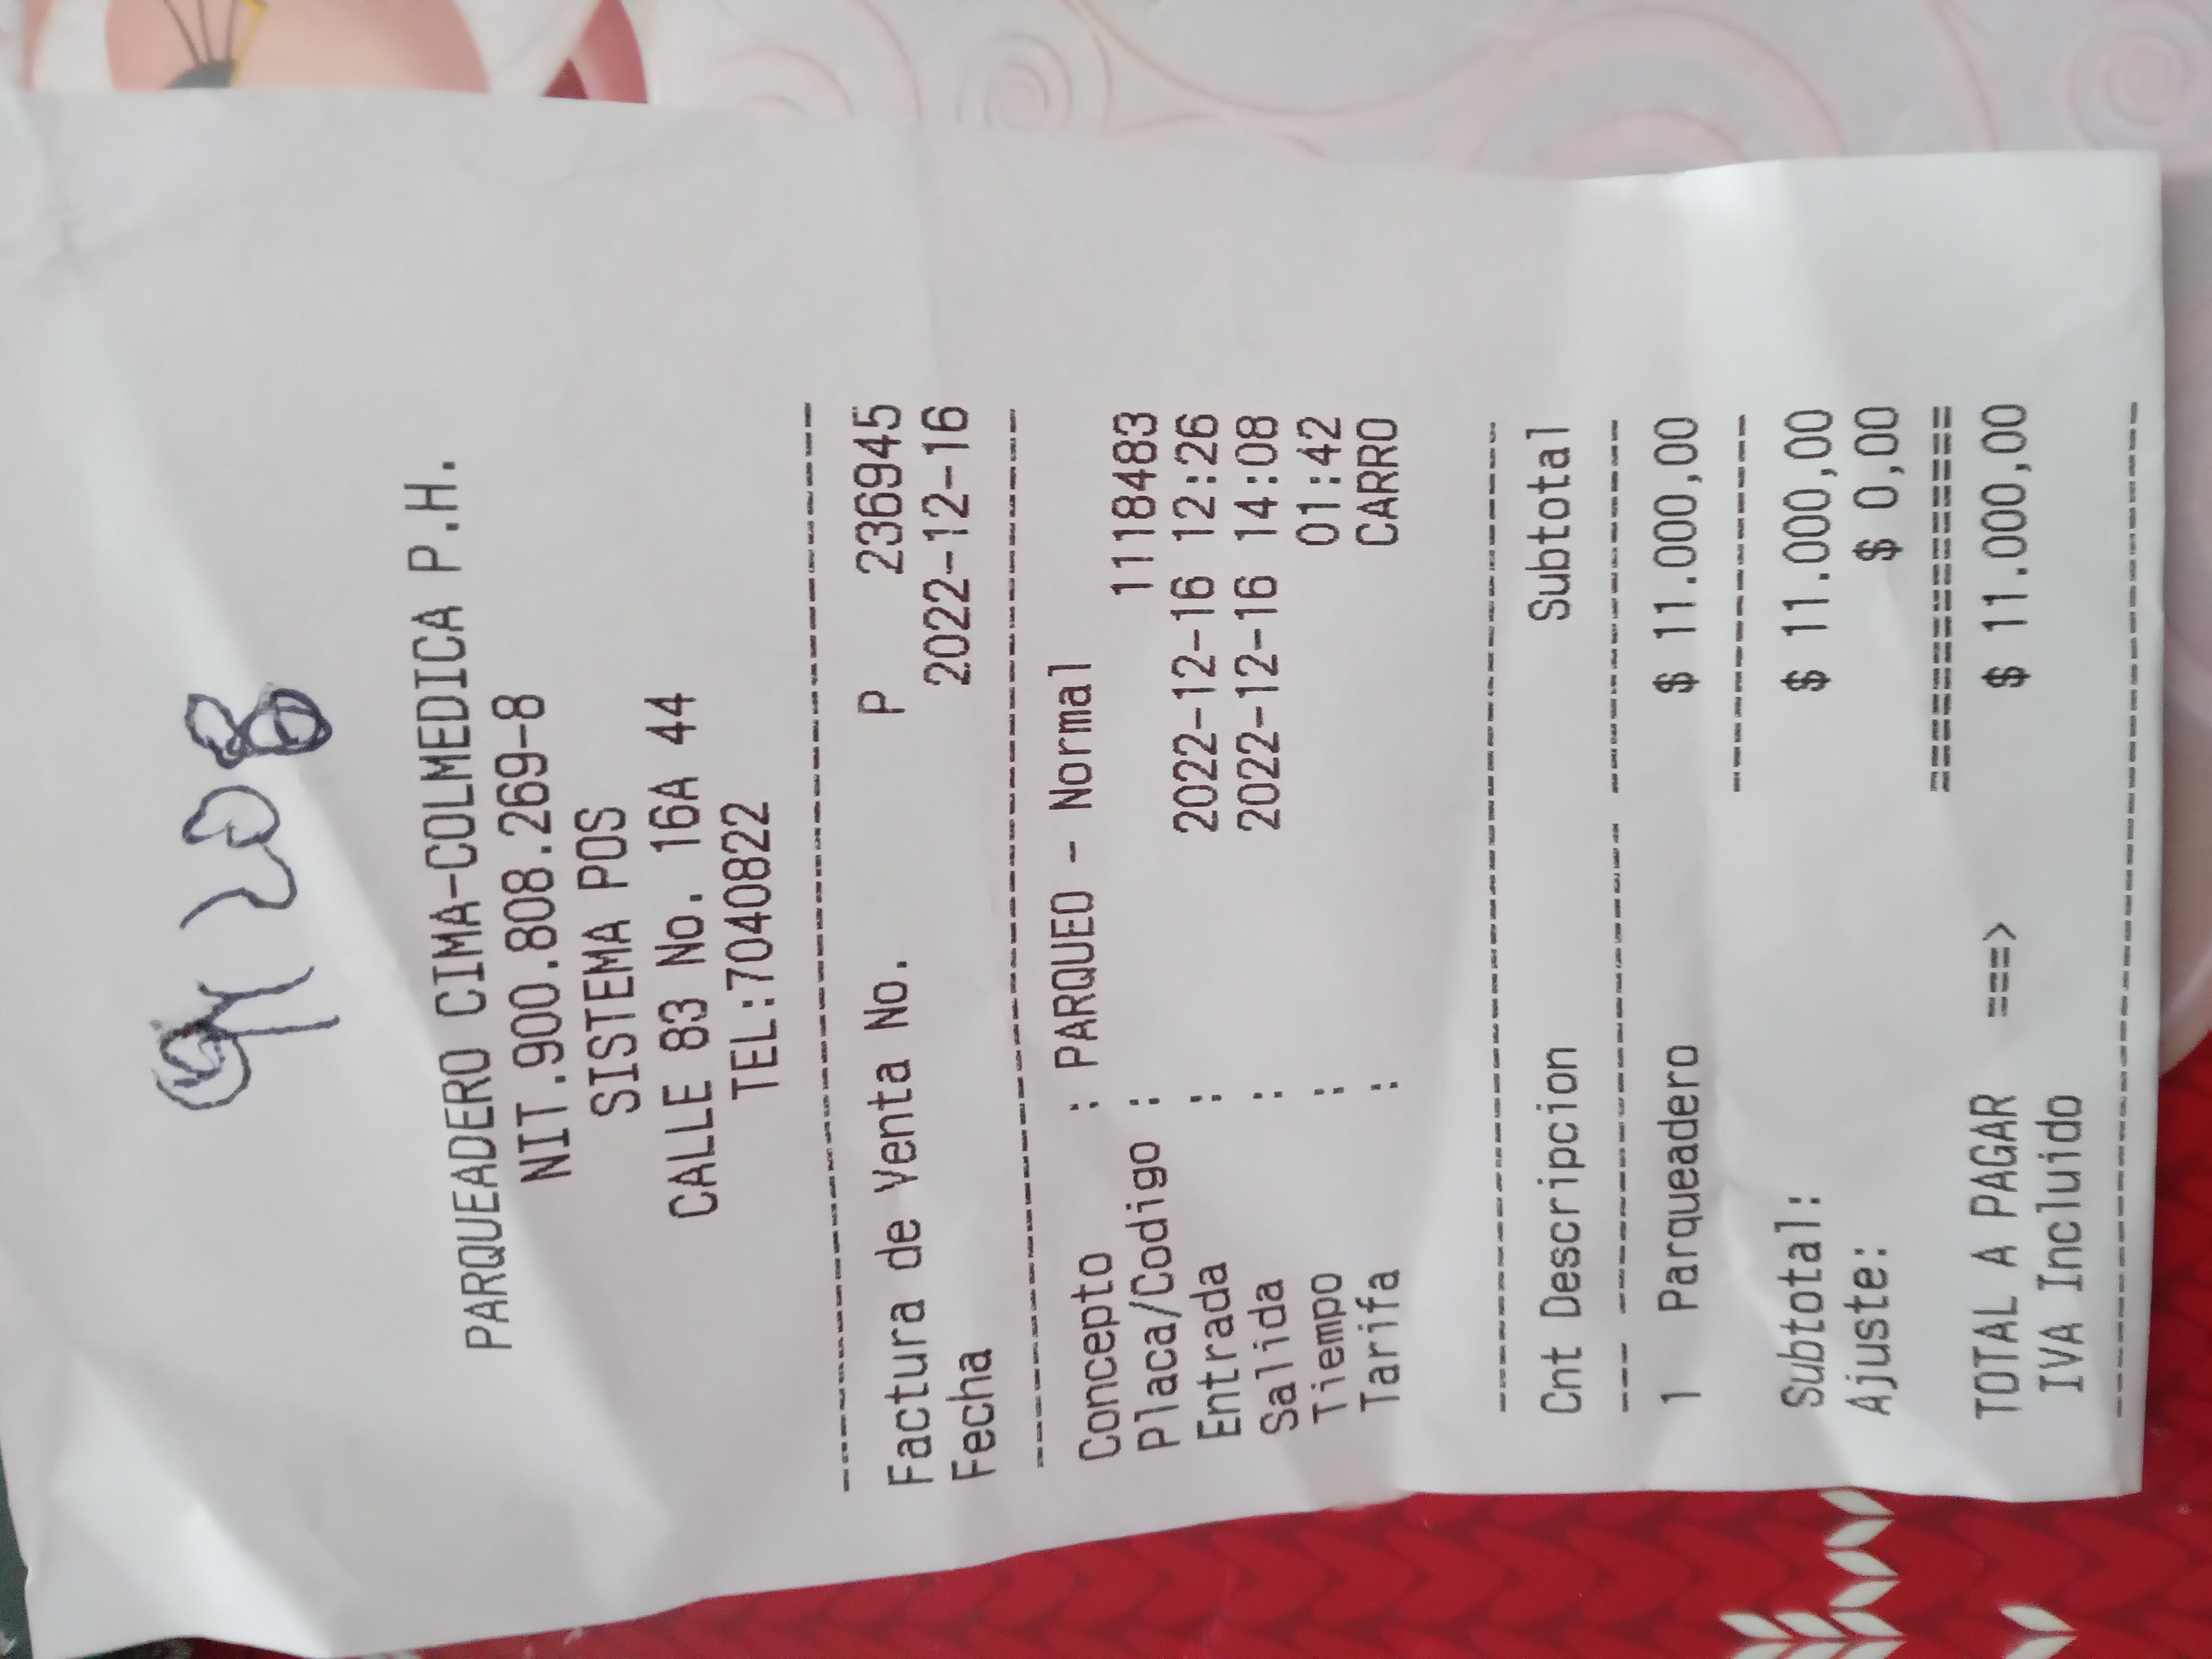 PARQUEADERO CIMA-COLMEDICA P.H.
NIT.900.808.269-8
SISTEMA POS
CALLE 83 No. 16A 44
TEL:7040822
--------------------------------
Factura de Venta No. P 236945
Fecha 2022-12-16
--------------------------------
Concepto : PARQUEO - Normal
Placa/Codigo : 1118483
Entrada : 2022-12-16 12:26
Salida : 2022-12-16 14:08
Tiempo : 01:42
Tarifa : CARRO
--------------------------------
Cnt Descripcion Subtotal
--- --------------- ------------
1 Parqueadero $ 11.000,00
------------
Subtotal: $ 11.000,00
Ajuste: $ 0,00
============
TOTAL A PAGAR ===> $ 11.000,00
IVA Incluido
--------------------------------